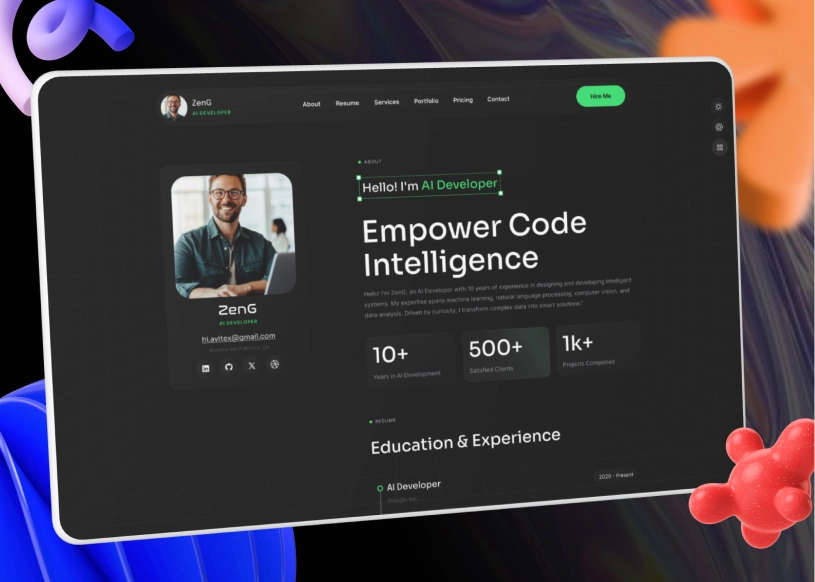 ZenG
AI DEVELOPER
About Resume Services Portfolio Pricing Contact
Hire Me
ABOUT
Hello! I'm AI Developer
Empower Code
Intelligence
Hello! I'm ZenG, an AI Developer with 10 years of experience in designing and developing intelligent
systems. My expertise spans machine learning, natural language processing, computer vision, and
data analysis. Driven by curiosity, I transform complex data into smart solutions."
ZenG
AI DEVELOPER
hi.avitex@gmail.com
10+
Years in AI Development
500+
Satisfied Clients
1k+
Projects Completed
RESUME
Education & Experience
AI Developer
Google Inc.
2020 - Present